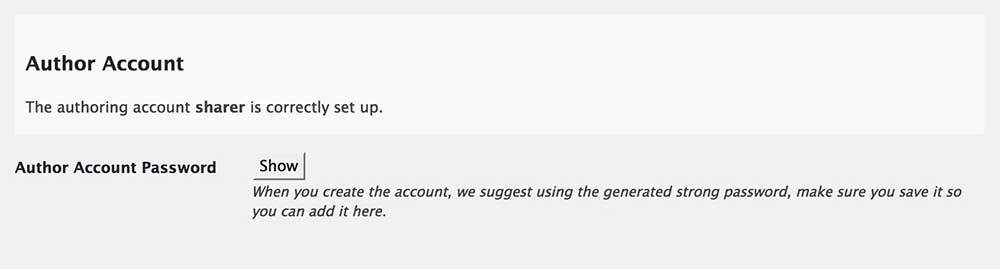 Author Account
The authoring account sharer is correctly set up.
Author Account Password
Show
When you create the account, we suggest using the generated strong password, make sure you save it so
you can add it here.